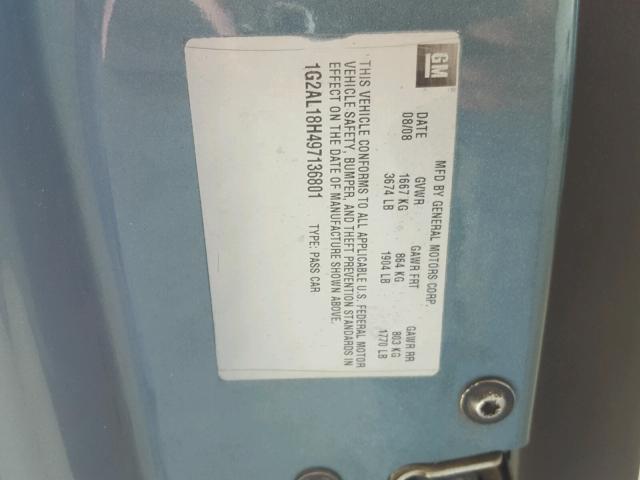 GM
MFD BY GENERAL MOTORS CORP.
DATE GVWR GAWR FRT GAWR RR
08/08 1667 KG 864 KG 803 KG
3674 LB 1904 LB 1770 LB
THIS VEHICLE CONFORMS TO ALL APPLICABLE U.S. FEDERAL MOTOR
VEHICLE SAFETY, BUMPER, AND THEFT PREVENTION STANDARDS IN
EFFECT ON THE DATE OF MANUFACTURE SHOWN ABOVE.
1G2AL18H497136801 TYPE: PASS CAR